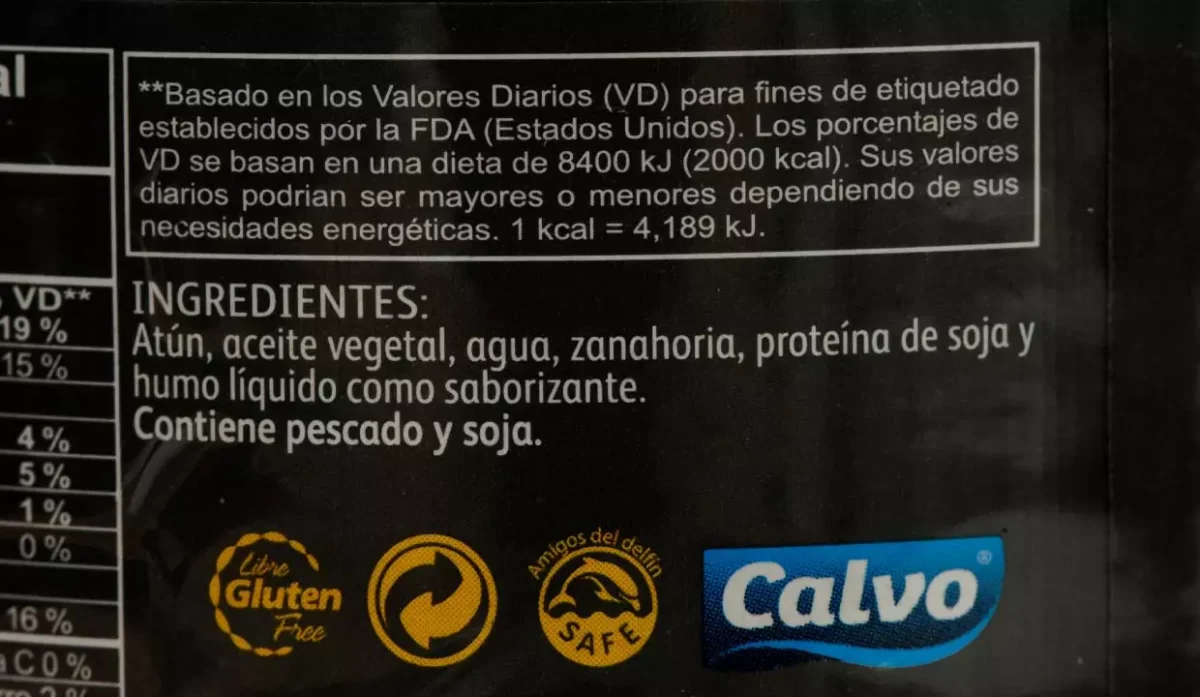 al
**Basado en los Valores Diarios (VD) para fines de etiquetado
establecidos por la FDA (Estados Unidos). Los porcentajes de
VD se basan en una dieta de 8400 kJ (2000 kcal). Sus valores
diarios podrian ser mayores o menores dependiendo de sus
necesidades energéticas. 1 kcal = 4,189 kJ.
VD**
19 %
15 %
4 %
5 %
1 %
0 %
16 %
C 0 %
INGREDIENTES:
Atún, aceite vegetal, agua, zanahoria, proteína de soja y
humo líquido como saborizante.
Contiene pescado y soja.
Libre
Gluten
Free
Amigos del delfín
SAFE
Calvo®